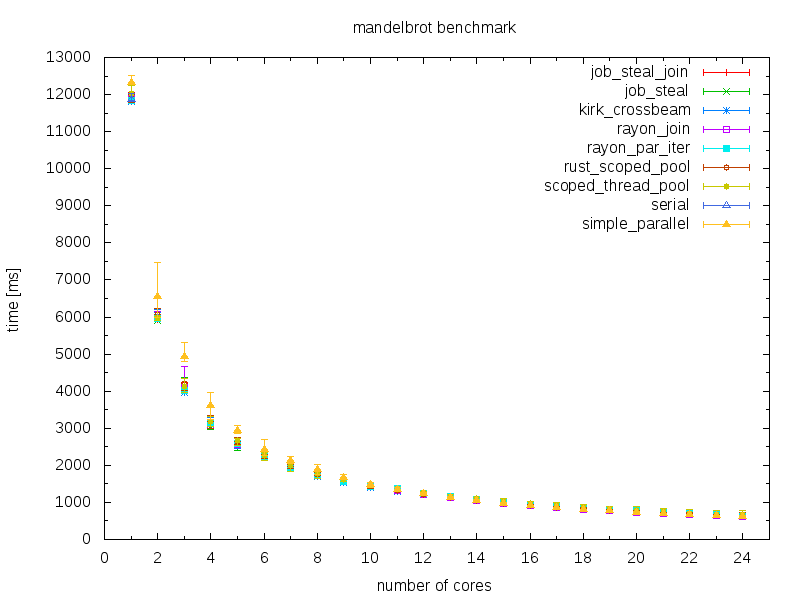 mandelbrot benchmark
13000
12000
11000
10000
9000
8000
7000
6000
5000
4000
3000
2000
1000
0
time [ms]
job_steal_join
job_steal
kirk_crossbeam
rayon_join
rayon_par_iter
rust_scoped_pool
scoped_thread_pool
serial
simple_parallel
0 2 4 6 8 10 12 14 16 18 20 22 24
number of cores